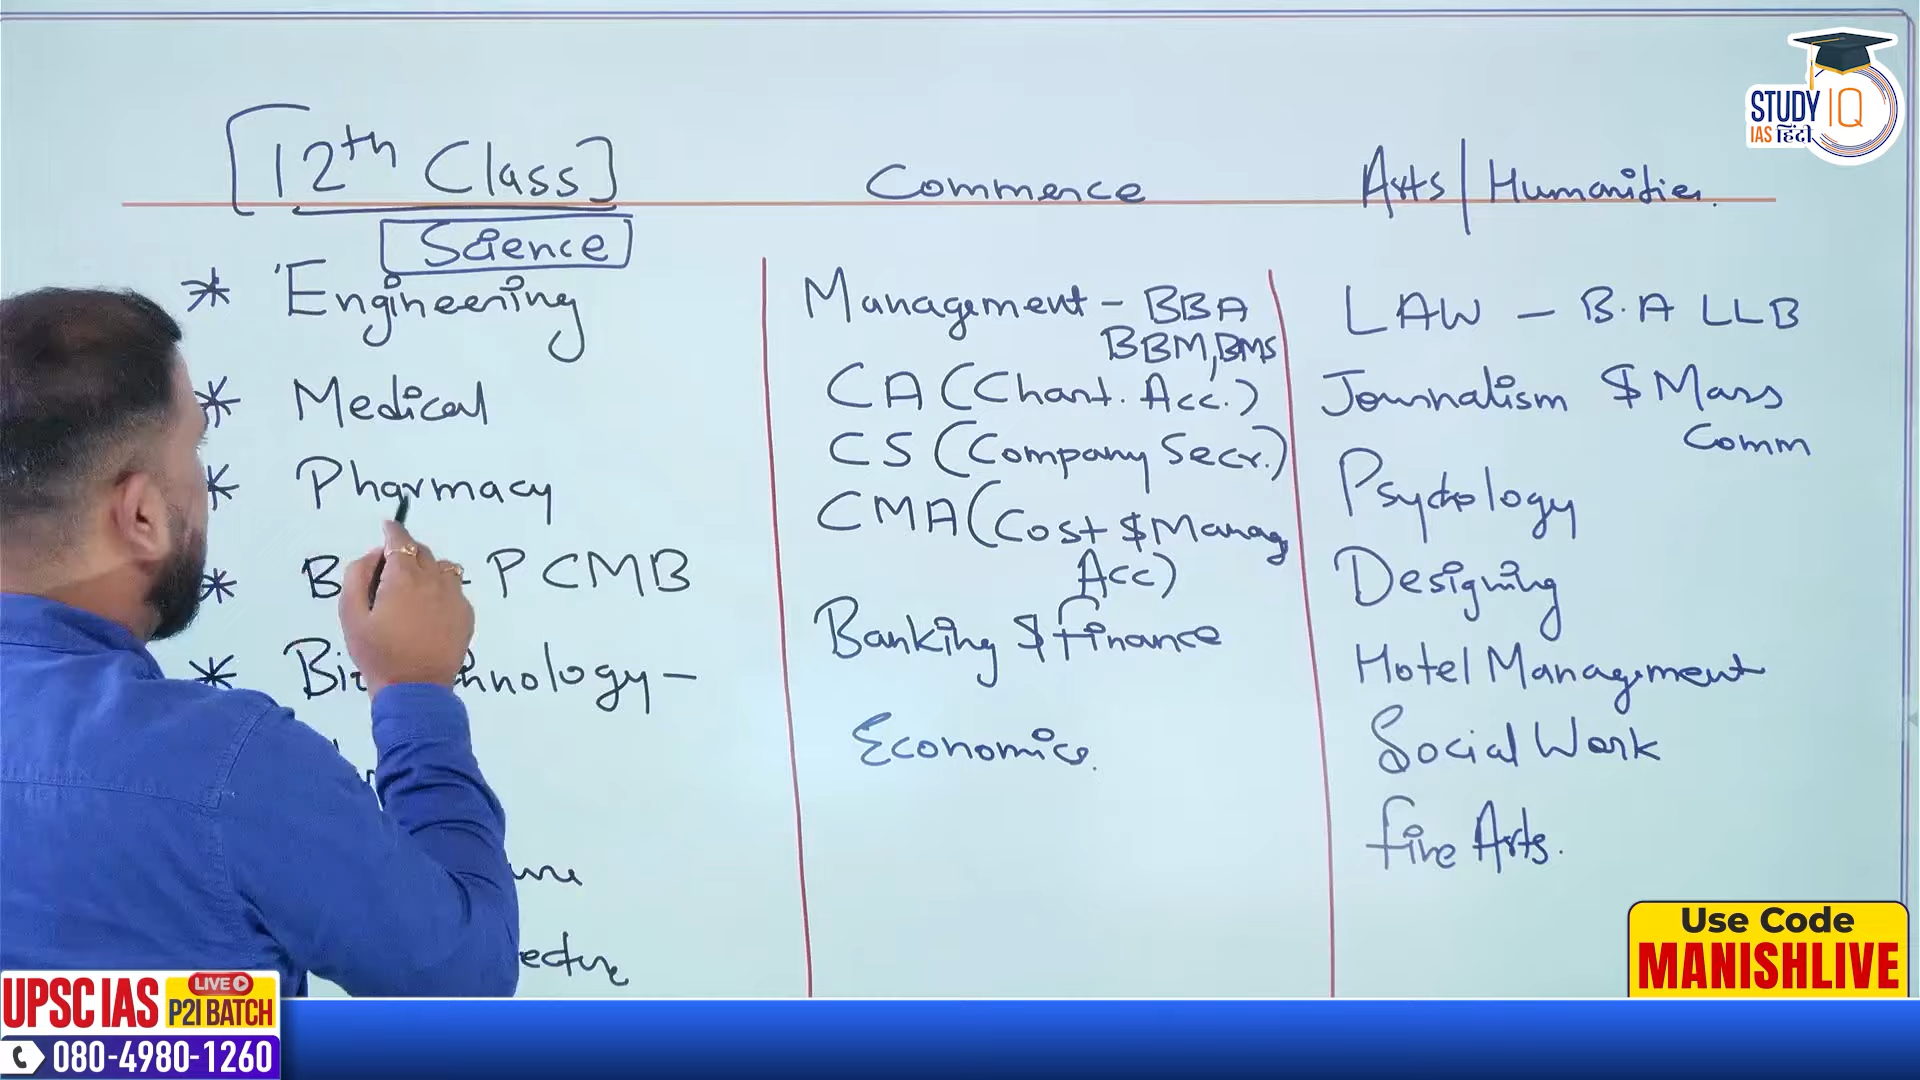 STUDY IQ
IAS हिंदी
[12th Class]
Science
* Engineering
* Medical
* Pharmacy
* PCMB
*
Commerce
Management - BBA
BBM, BMS
CA (Chart. Acc.)
CS (Company Secr.)
CMA (Cost & Manag
Acc)
Banking & finance
Economics.
Arts/Humanities.
LAW - B.A LLB
Journalism & Mass
Comm
Psychology
Designing
Hotel Management
Social Work
fine Arts.
Use Code
MANISHLIVE
UPSC IAS
LIVE
P2I BATCH
080-4980-1260